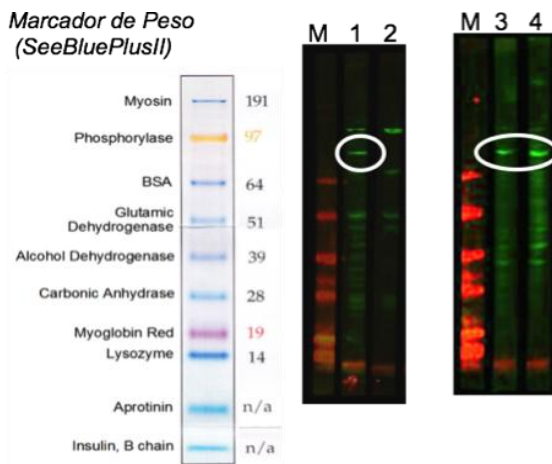 Marcador de Peso
(SeeBluePlusII)
M 1 2
M 3 4
Myosin 191
Phosphorylase 97
BSA 64
Glutamic
Dehydrogenase 51
Alcohol Dehydrogenase 39
Carbonic Anhydrase 28
Myoglobin Red 19
Lysozyme 14
Aprotinin n/a
Insulin, B chain n/a